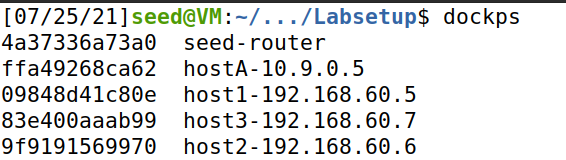 [07/25/21]seed@VM:~/.../Labsetup$ dockps
4a37336a73a0  seed-router
ffa49268ca62  hostA-10.9.0.5
09848d41c80e  host1-192.168.60.5
83e400aaab99  host3-192.168.60.7
9f9191569970  host2-192.168.60.6